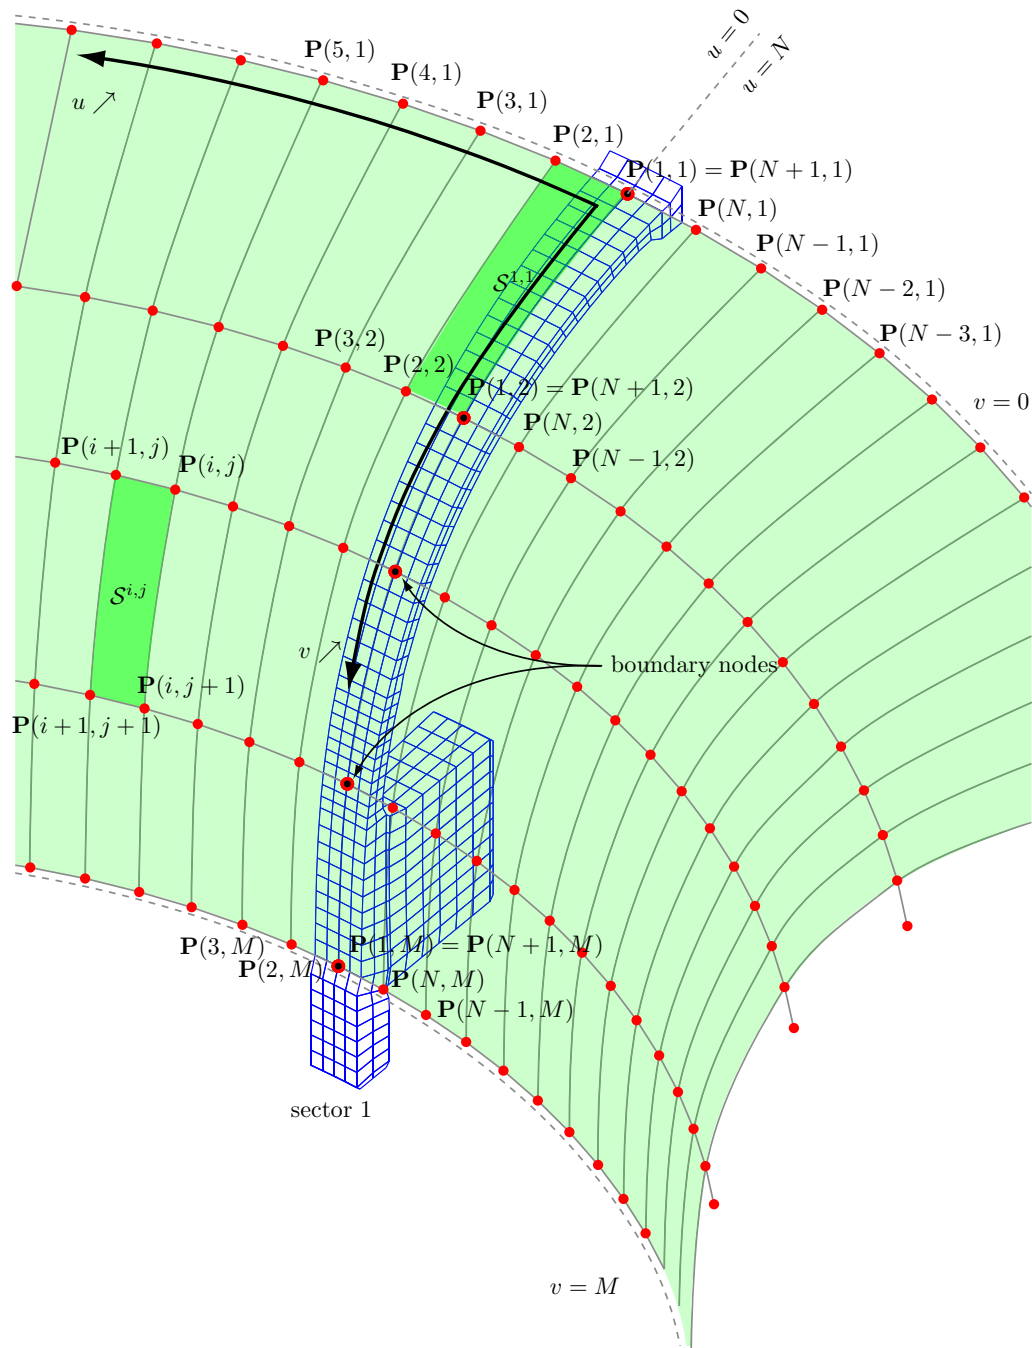 u = 0
u = N
P(5, 1)
P(4, 1)
u ↗
P(3, 1)
P(2, 1)
P(1, 1) = P(N + 1, 1)
P(N, 1)
P(N − 1, 1)
S^{1,1}
P(N − 2, 1)
P(3, 2)
P(N − 3, 1)
P(2, 2)
P(1, 2) = P(N + 1, 2)
v = 0
P(N, 2)
P(i + 1, j)
P(i, j)
P(N − 1, 2)
S^{i,j}
v ↗
boundary nodes
P(i, j + 1)
P(i + 1, j + 1)
P(3, M)
P(1, M) = P(N + 1, M)
P(2, M)
P(N, M)
P(N − 1, M)
sector 1
v = M